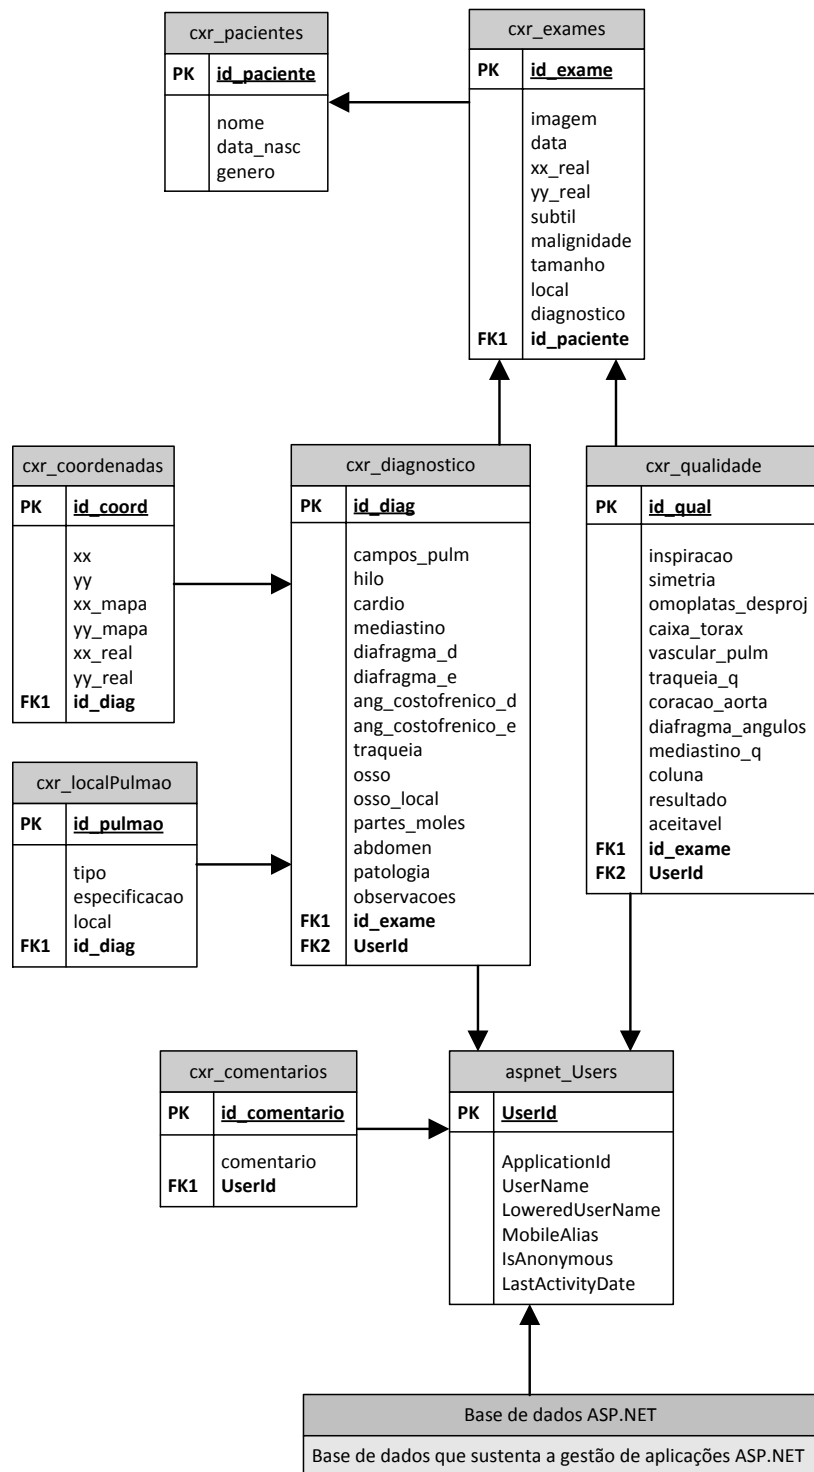 cxr_pacientes
PK id_paciente
nome
data_nasc
genero
cxr_exames
PK id_exame
imagem
data
xx_real
yy_real
subtil
malignidade
tamanho
local
diagnostico
FK1 id_paciente
cxr_coordenadas
PK id_coord
xx
yy
xx_mapa
yy_mapa
xx_real
yy_real
FK1 id_diag
cxr_diagnostico
PK id_diag
campos_pulm
hilo
cardio
mediastino
diafragma_d
diafragma_e
ang_costofrenico_d
ang_costofrenico_e
traqueia
osso
osso_local
partes_moles
abdomen
patologia
observacoes
FK1 id_exame
FK2 UserId
cxr_qualidade
PK id_qual
inspiracao
simetria
omoplatas_desproj
caixa_torax
vascular_pulm
traqueia_q
coracao_aorta
diafragma_angulos
mediastino_q
coluna
resultado
aceitavel
FK1 id_exame
FK2 UserId
cxr_localPulmao
PK id_pulmao
tipo
especificacao
local
FK1 id_diag
cxr_comentarios
PK id_comentario
comentario
FK1 UserId
aspnet_Users
PK UserId
ApplicationId
UserName
LoweredUserName
MobileAlias
IsAnonymous
LastActivityDate
Base de dados ASP.NET
Base de dados que sustenta a gestão de aplicações ASP.NET